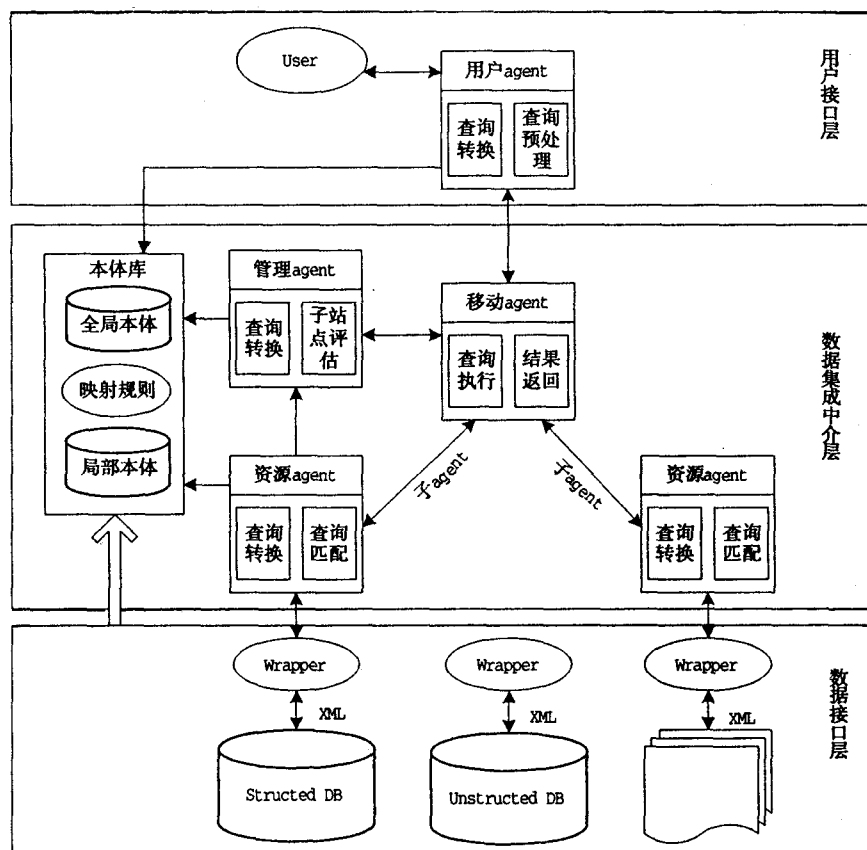 User
用户agent
查询
转换
查询
预处
理
用户接口层
本体库
全局本体
映射规则
局部本体
管理agent
查询
转换
子站
点评
估
移动agent
查询
执行
结果
返回
数据集成中介层
子agent
子agent
资源agent
查询
转换
查询
匹配
资源agent
查询
转换
查询
匹配
Wrapper
Wrapper
Wrapper
XML
XML
XML
Structed DB
Unstructed DB
数据接口层